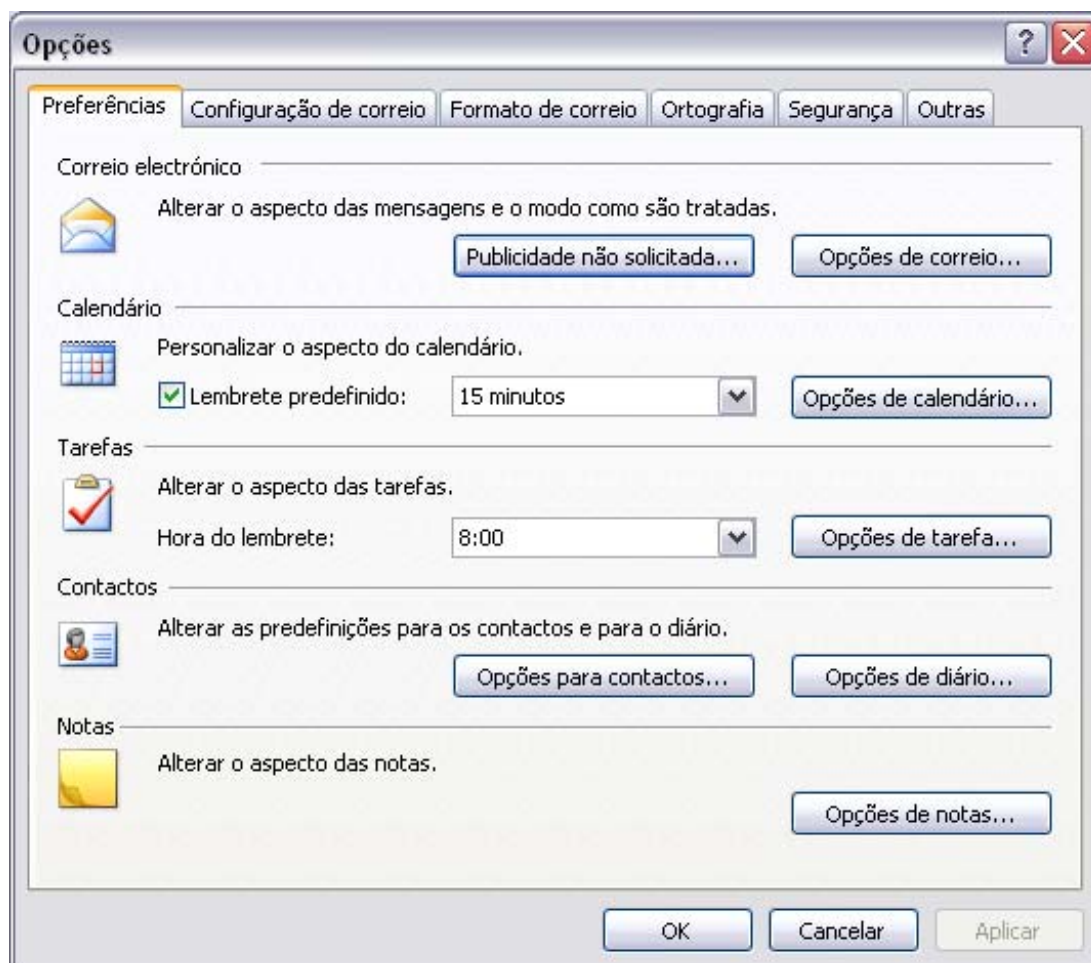 Opções
Preferências Configuração de correio Formato de correio Ortografia Segurança Outras
Correio electrónico
Alterar o aspecto das mensagens e o modo como são tratadas.
Publicidade não solicitada... Opções de correio...
Calendário
Personalizar o aspecto do calendário.
Lembrete predefinido: 15 minutos Opções de calendário...
Tarefas
Alterar o aspecto das tarefas.
Hora do lembrete: 8:00 Opções de tarefa...
Contactos
Alterar as predefinições para os contactos e para o diário.
Opções para contactos... Opções de diário...
Notas
Alterar o aspecto das notas.
Opções de notas...
OK Cancelar Aplicar